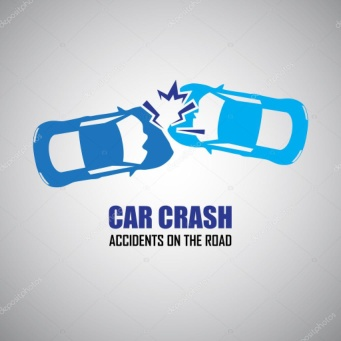 CAR CRASH
ACCIDENTS ON THE ROAD